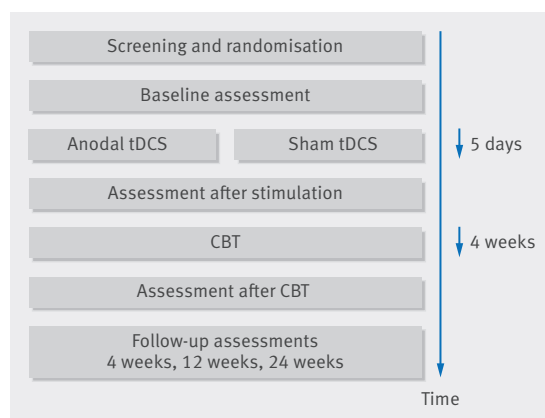 Screening and randomisation
Baseline assessment
Anodal tDCS
Sham tDCS
5 days
Assessment after stimulation
CBT
4 weeks
Assessment after CBT
Follow-up assessments
4 weeks, 12 weeks, 24 weeks
Time